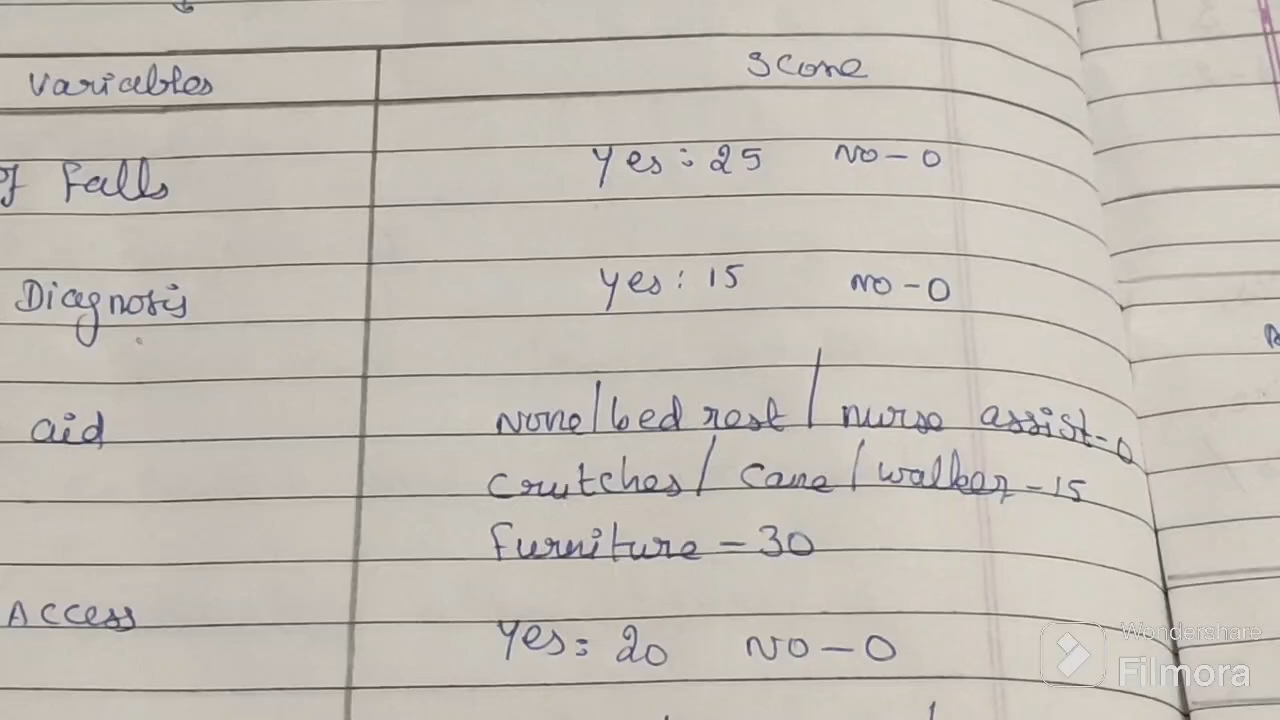 Variables Score
of falls Yes: 25 No - 0
Diagnosis Yes: 15 No - 0
aid None/bed rest/nurse assist - 0
Crutches/Cane/walker - 15
Furniture - 30
Access Yes: 20 No - 0
Wondershare
Filmora